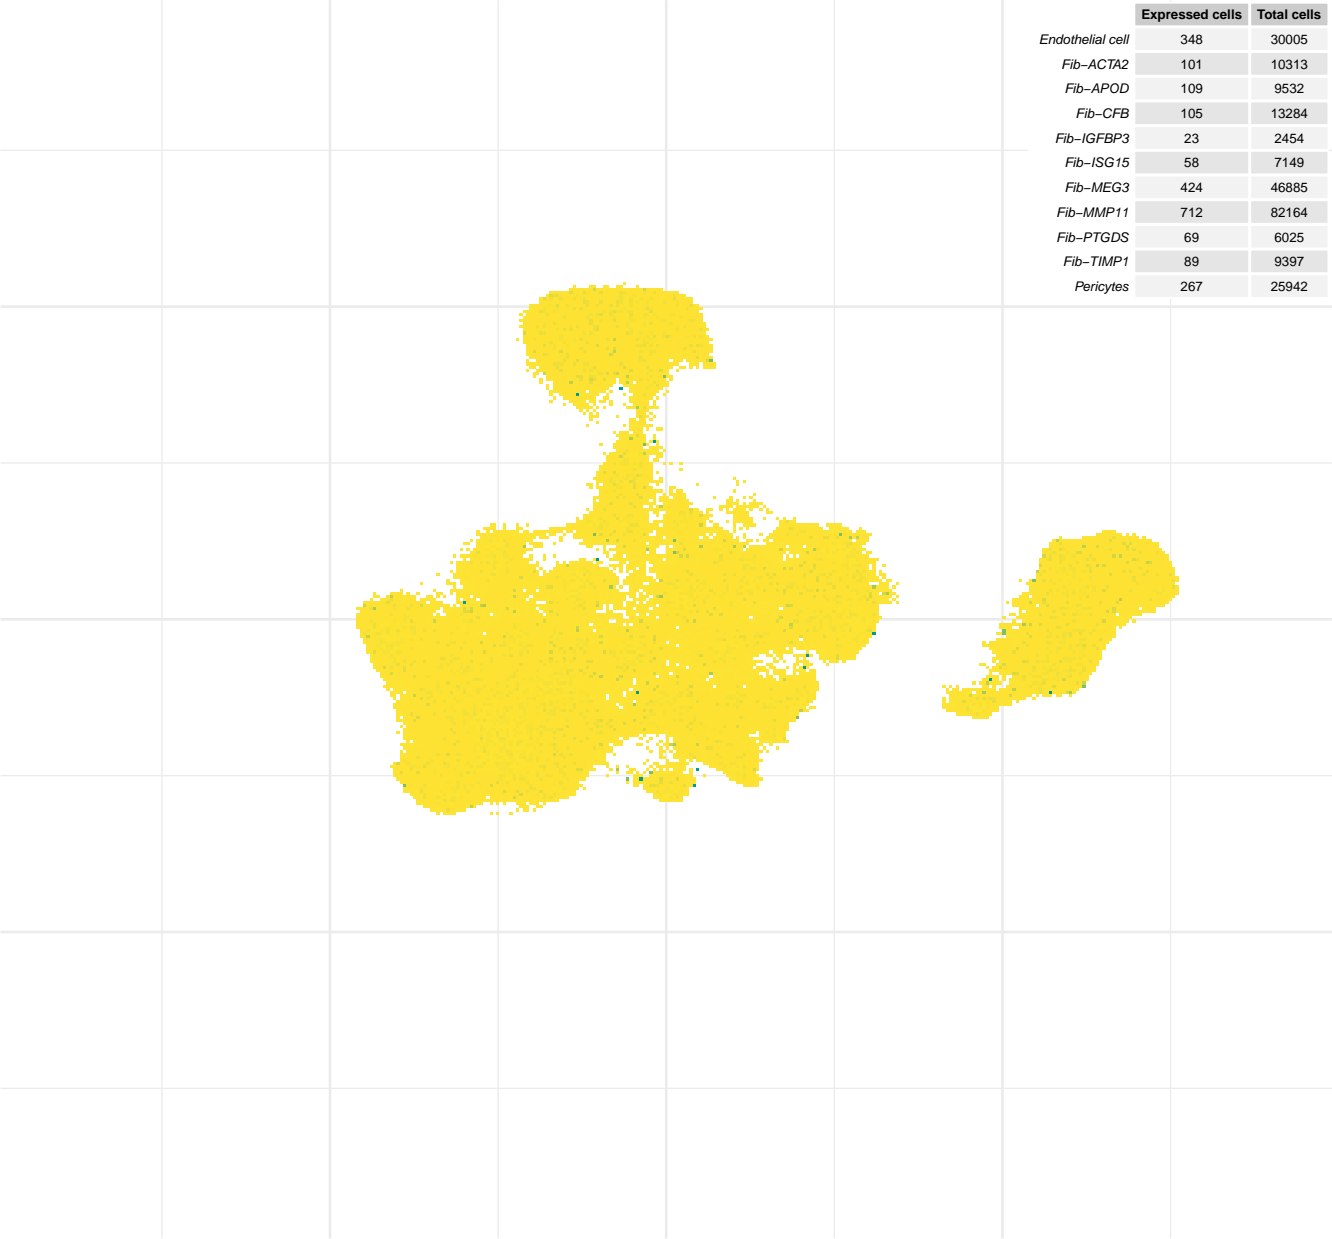 Expressed cells Total cells
Endothelial cell 348 30005
Fib−ACTA2 101 10313
Fib−APOD 109 9532
Fib−CFB 105 13284
Fib−IGFBP3 23 2454
Fib−ISG15 58 7149
Fib−MEG3 424 46885
Fib−MMP11 712 82164
Fib−PTGDS 69 6025
Fib−TIMP1 89 9397
Pericytes 267 25942